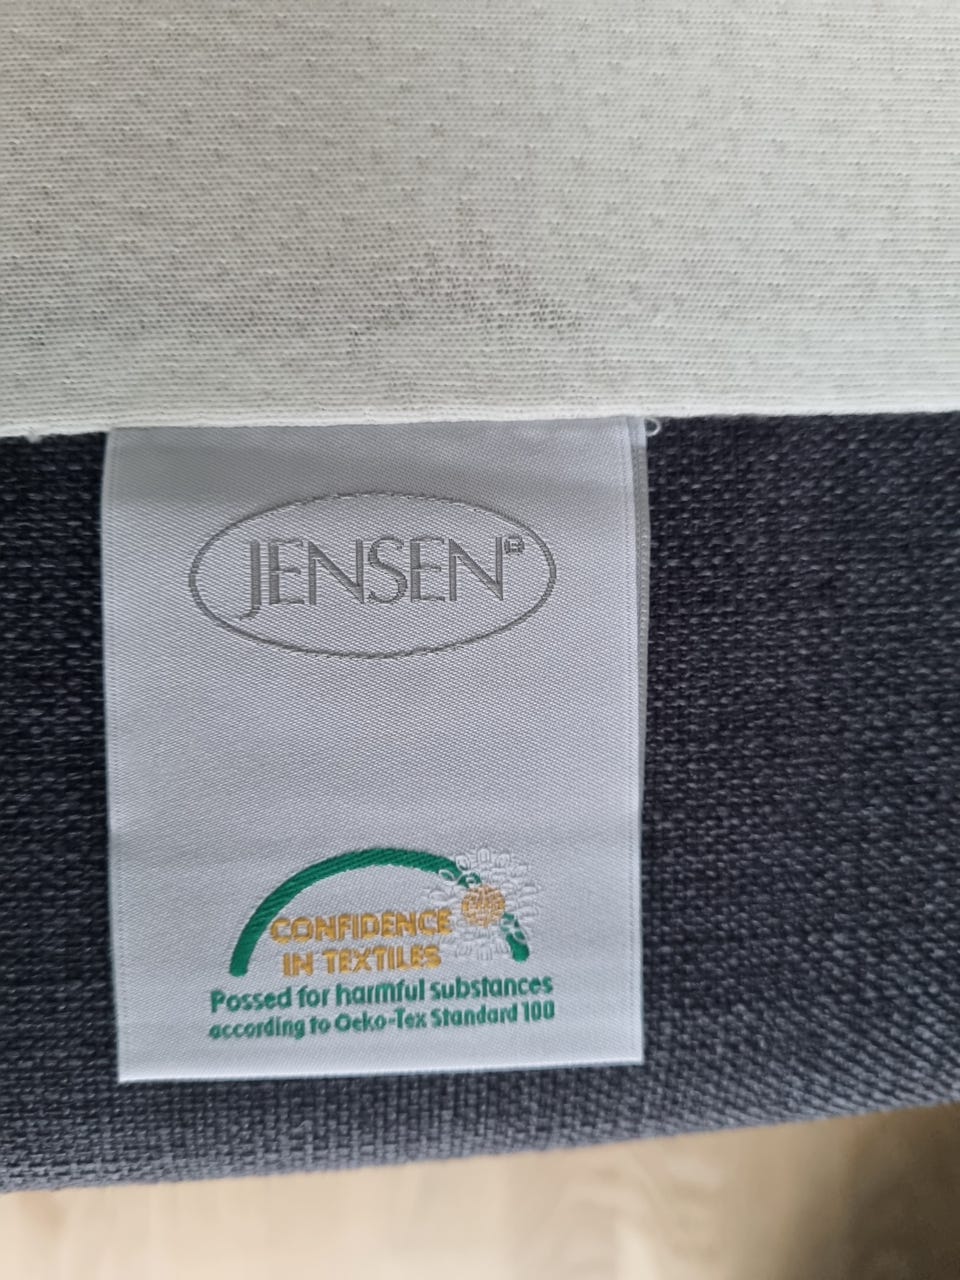 JENSEN®
CONFIDENCE
IN TEXTILES
Possed for harmful substances
according to Oeko-Tex Standard 100